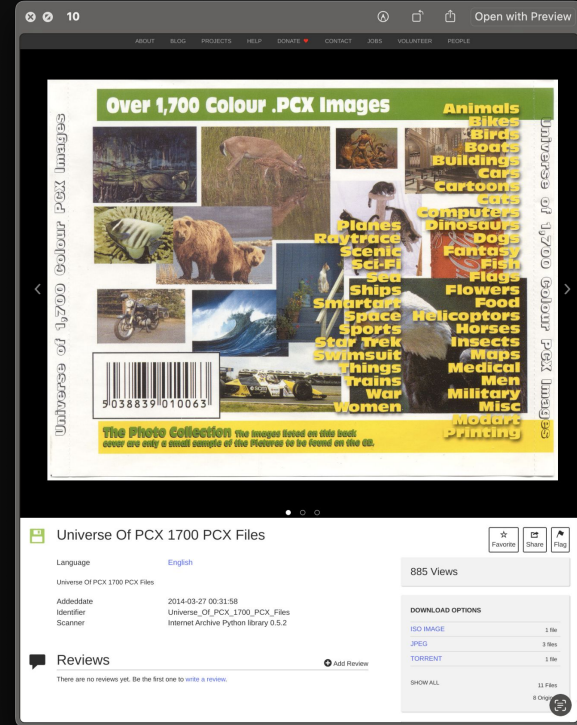 10
Open with Preview
ABOUT BLOG PROJECTS HELP DONATE CONTACT JOBS VOLUNTEER PEOPLE
Over 1,700 Colour .PCX Images
Universe of 1,700 Colour PCX Images
Animals
Bikes
Birds
Boats
Buildings
Cars
Cartoons
Cats
Computers
Planes Dinosaurs
Raytrace Dogs
Scenic Fantasy
Sci-Fi Fish
Sea Flags
Ships Flowers
Smartart Food
Space Helicoptors
Sports Horses
Star Trek Insects
Swimsuit Maps
Things Medical
Trains Men
War Military
Women Misc
Modart
Printing
Universe of 1,700 Colour PCX Images
5 038839 010063
The Photo Collection The images listed on this back
cover are only a small sample of the Pictures to be found on the CD.
Universe Of PCX 1700 PCX Files
Favorite
Share
Flag
Language English
Universe Of PCX 1700 PCX Files
Addeddate 2014-03-27 00:31:58
Identifier Universe_Of_PCX_1700_PCX_Files
Scanner Internet Archive Python library 0.5.2
Reviews
Add Review
There are no reviews yet. Be the first one to write a review.
885 Views
DOWNLOAD OPTIONS
ISO IMAGE 1 file
JPEG 3 files
TORRENT 1 file
SHOW ALL 11 Files
8 Origin